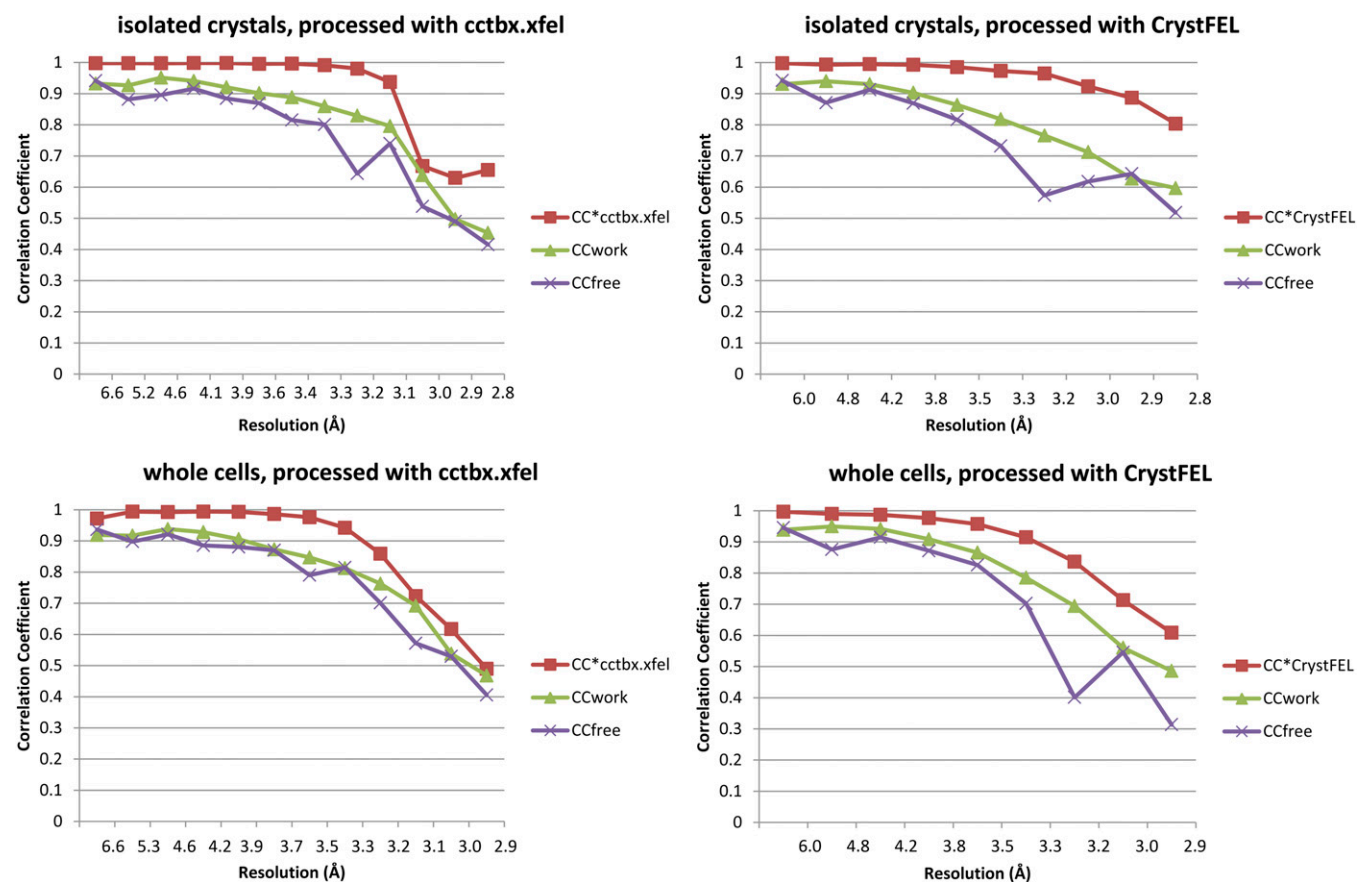 isolated crystals, processed with cctbx.xfel
Correlation Coefficient
1
0.9
0.8
0.7
0.6
0.5
0.4
0.3
0.2
0.1
0
6.6 5.2 4.6 4.1 3.9 3.6 3.4 3.3 3.2 3.1 3.0 2.9 2.8
Resolution (Å)
CC*cctbx.xfel
CCwork
CCfree
isolated crystals, processed with CrystFEL
Correlation Coefficient
1
0.9
0.8
0.7
0.6
0.5
0.4
0.3
0.2
0.1
0
6.0 4.8 4.2 3.8 3.5 3.3 3.2 3.0 2.9 2.8
Resolution (Å)
CC*CrystFEL
CCwork
CCfree
whole cells, processed with cctbx.xfel
Correlation Coefficient
1
0.9
0.8
0.7
0.6
0.5
0.4
0.3
0.2
0.1
0
6.6 5.3 4.6 4.2 3.9 3.7 3.5 3.3 3.2 3.1 3.0 2.9
Resolution (Å)
CC*cctbx.xfel
CCwork
CCfree
whole cells, processed with CrystFEL
Correlation Coefficient
1
0.9
0.8
0.7
0.6
0.5
0.4
0.3
0.2
0.1
0
6.0 4.8 4.2 3.8 3.5 3.3 3.2 3.0 2.9
Resolution (Å)
CC*CrystFEL
CCwork
CCfree